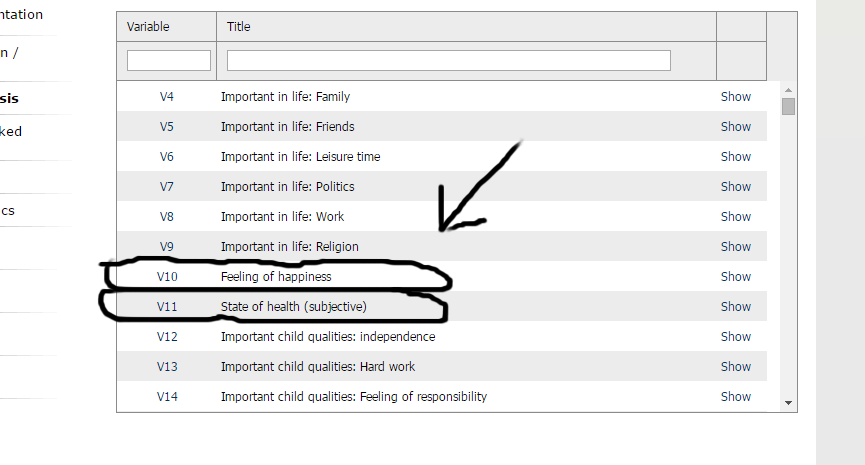 ntation
n /
sis
ked
cs
Variable Title
V4 Important in life: Family Show
V5 Important in life: Friends Show
V6 Important in life: Leisure time Show
V7 Important in life: Politics Show
V8 Important in life: Work Show
V9 Important in life: Religion Show
V10 Feeling of happiness Show
V11 State of health (subjective) Show
V12 Important child qualities: independence Show
V13 Important child qualities: Hard work Show
V14 Important child qualities: Feeling of responsibility Show